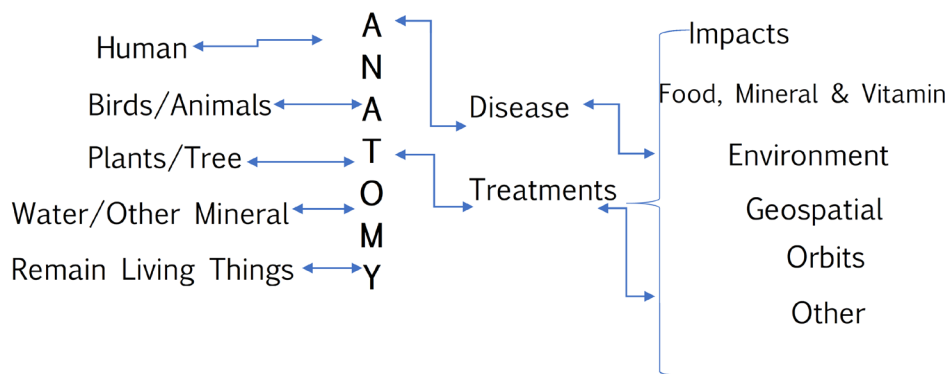 Human
Birds/Animals
Plants/Tree
Water/Other Mineral
Remain Living Things
A
N
A
T
O
M
Y
Disease
Treatments
Impacts
Food, Mineral & Vitamin
Environment
Geospatial
Orbits
Other